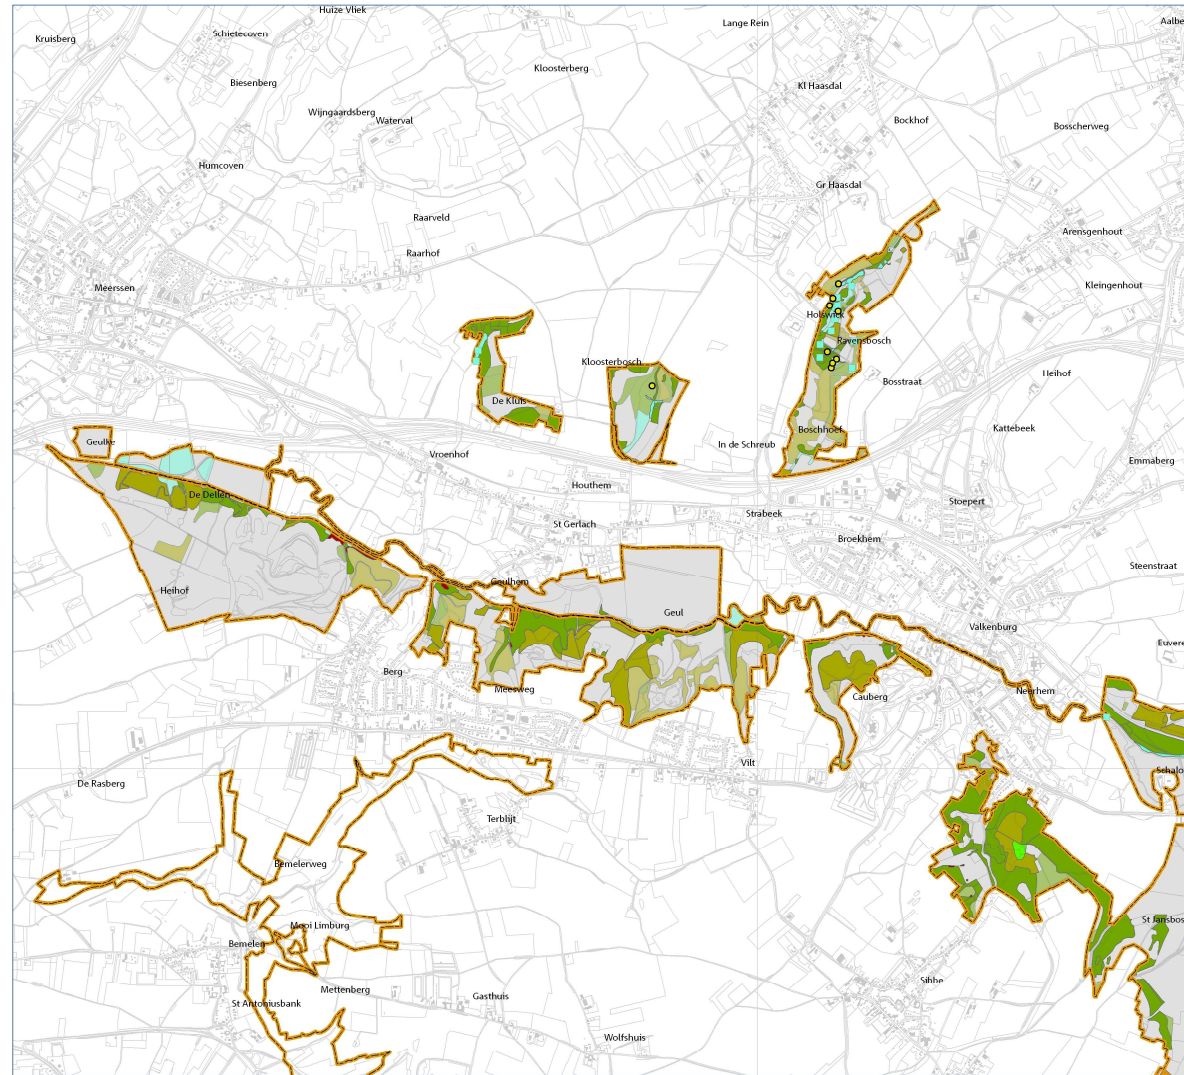 Huize Vliek
Lange Rein
Aalbe
Kruisberg
Schietecoven
Kloosterberg
Biesenberg
Kl Haasdal
Wijngaardsberg
Waterval
Bockhof
Bosscherweg
Humcoven
Gr Haasdal
Raarveld
Arensgenhout
Raarhof
Meerssen
Kleingenhout
Holswick
Ravensbosch
Kloosterbosch
Heihof
Bosstraat
De Kluis
Boschhoef
Kattebeek
Geulke
In de Schreub
Vroenhof
Emmaberg
Houthem
De Dellen
Stoepert
Strabeek
St Gerlach
Broekhem
Steenstraat
Geulhem
Heihof
Geul
Valkenburg
Euvere
Berg
Meesweg
Neerhem
Cauberg
Vilt
Schalo
De Rasberg
Terblijt
Bemelerweg
St Jansbos
Mooi Limburg
Bemelen
Sibbe
Mettenberg
Gasthuis
St Antoniusbank
Wolfshuis